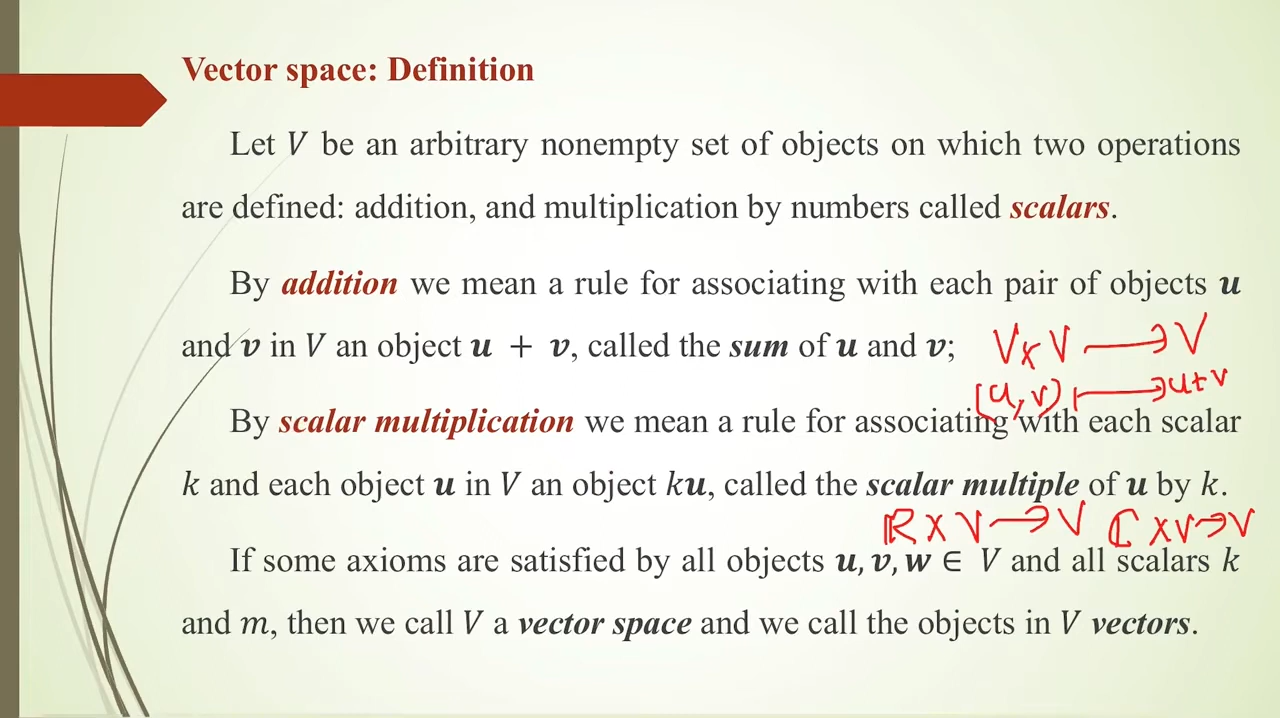 Vector space: Definition
Let V be an arbitrary nonempty set of objects on which two operations
are defined: addition, and multiplication by numbers called scalars.
By addition we mean a rule for associating with each pair of objects u
and v in V an object u + v, called the sum of u and v; V×V ⟶ V
(u,v) ⟼ u+v
By scalar multiplication we mean a rule for associating with each scalar
k and each object u in V an object ku, called the scalar multiple of u by k.
ℝ × V ⟶ V ℂ × V → V
If some axioms are satisfied by all objects u, v, w ∈ V and all scalars k
and m, then we call V a vector space and we call the objects in V vectors.